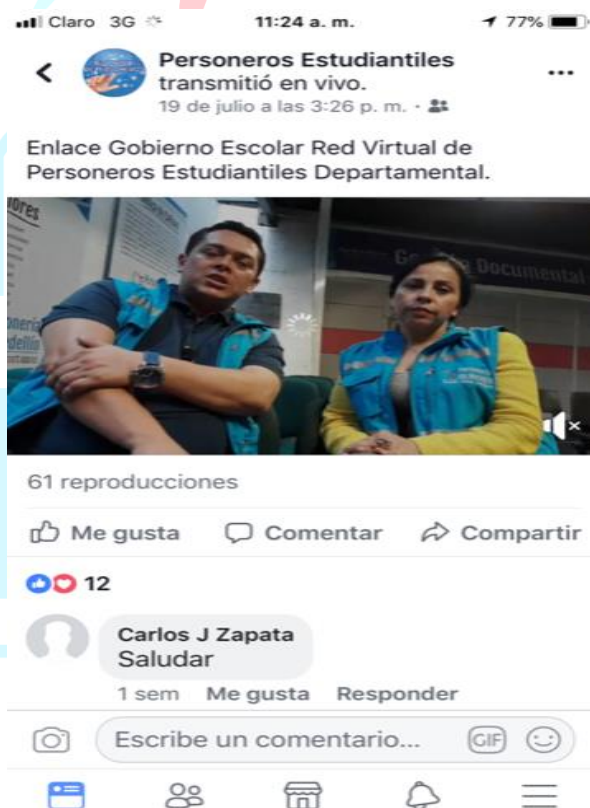 Claro 3G 11:24 a. m. 77%
Personeros Estudiantiles
transmitió en vivo.
19 de julio a las 3:26 p. m. ·
Enlace Gobierno Escolar Red Virtual de
Personeros Estudiantiles Departamental.
Documental
61 reproducciones
Me gusta Comentar Compartir
12
Carlos J Zapata
Saludar
1 sem Me gusta Responder
Escribe un comentario... GIF